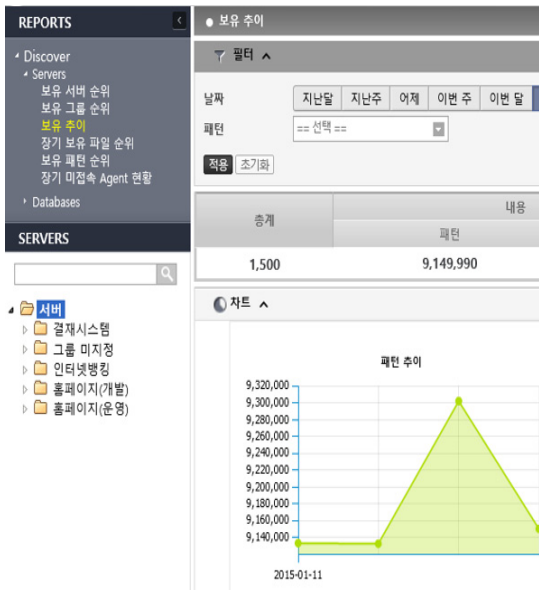 REPORTS
Discover
Servers
보유 서버 순위
보유 그룹 순위
보유 추이
장기 보유 파일 순위
보유 패턴 순위
장기 미접속 Agent 현황
Databases
SERVERS
서버
결재시스템
그룹 미지정
인터넷뱅킹
홈페이지(개발)
홈페이지(운영)
보유 추이
필터
날짜 지난달 지난주 어제 이번 주 이번 달
패턴 == 선택 ==
적용 초기화
총계 내용
패턴
1,500 9,149,990
차트
패턴 추이
9,320,000
9,300,000
9,280,000
9,260,000
9,240,000
9,220,000
9,200,000
9,180,000
9,160,000
9,140,000
2015-01-11